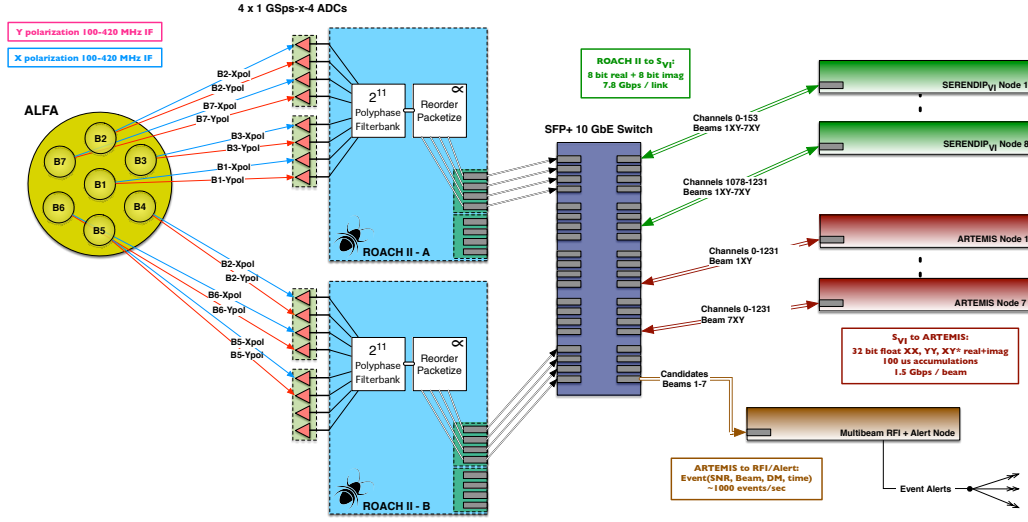 4 x 1 GSps-x-4 ADCs
Y polarization 100-420 MHz IF
X polarization 100-420 MHz IF
ALFA
B2
B7
B3
B1
B6
B4
B5
B2-Xpol
B2-Ypol
B7-Xpol
B7-Ypol
B3-Xpol
B3-Ypol
B1-Xpol
B1-Ypol
2^11
Polyphase
Filterbank
∝
Reorder
Packetize
ROACH II - A
B2-Xpol
B2-Ypol
B6-Xpol
B6-Ypol
B5-Xpol
B5-Ypol
2^11
Polyphase
Filterbank
∝
Reorder
Packetize
ROACH II - B
SFP+ 10 GbE Switch
ROACH II to S_VI:
8 bit real + 8 bit imag
7.8 Gbps / link
Channels 0-153
Beams 1XY-7XY
Channels 1078-1231
Beams 1XY-7XY
Channels 0-1231
Beam 1XY
Channels 0-1231
Beam 7XY
Candidates
Beams 1-7
SERENDIP_VI Node 1
SERENDIP_VI Node 8
ARTEMIS Node 1
ARTEMIS Node 7
S_VI to ARTEMIS:
32 bit float XX, YY, XY* real+imag
100 us accumulations
1.5 Gbps / beam
Multibeam RFI + Alert Node
ARTEMIS to RFI/Alert:
Event(SNR, Beam, DM, time)
~1000 events/sec
Event Alerts